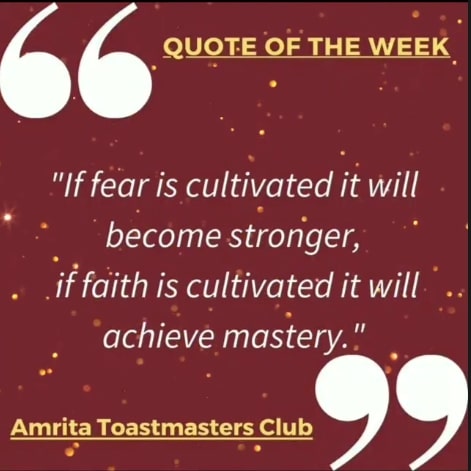 QUOTE OF THE WEEK
"If fear is cultivated it will
become stronger,
if faith is cultivated it will
achieve mastery."
Amrita Toastmasters Club